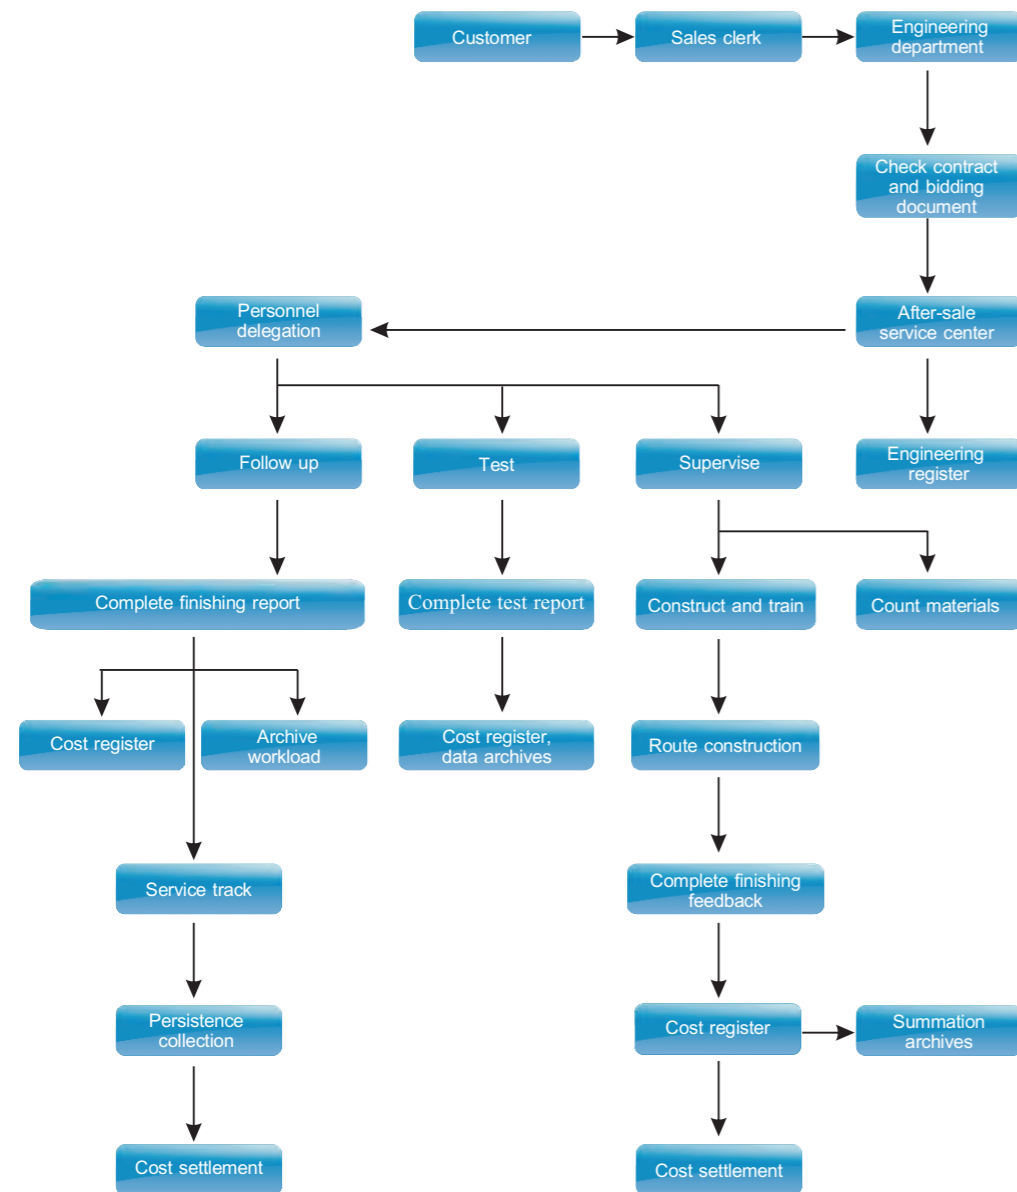 Customer
Sales clerk
Engineering
department
Check contract
and bidding
document
Personnel
delegation
After-sale
service center
Follow up
Test
Supervise
Engineering
register
Complete finishing report
Complete test report
Construct and train
Count materials
Cost register
Archive
workload
Cost register,
data archives
Route construction
Service track
Complete finishing
feedback
Persistence
collection
Cost register
Summation
archives
Cost settlement
Cost settlement